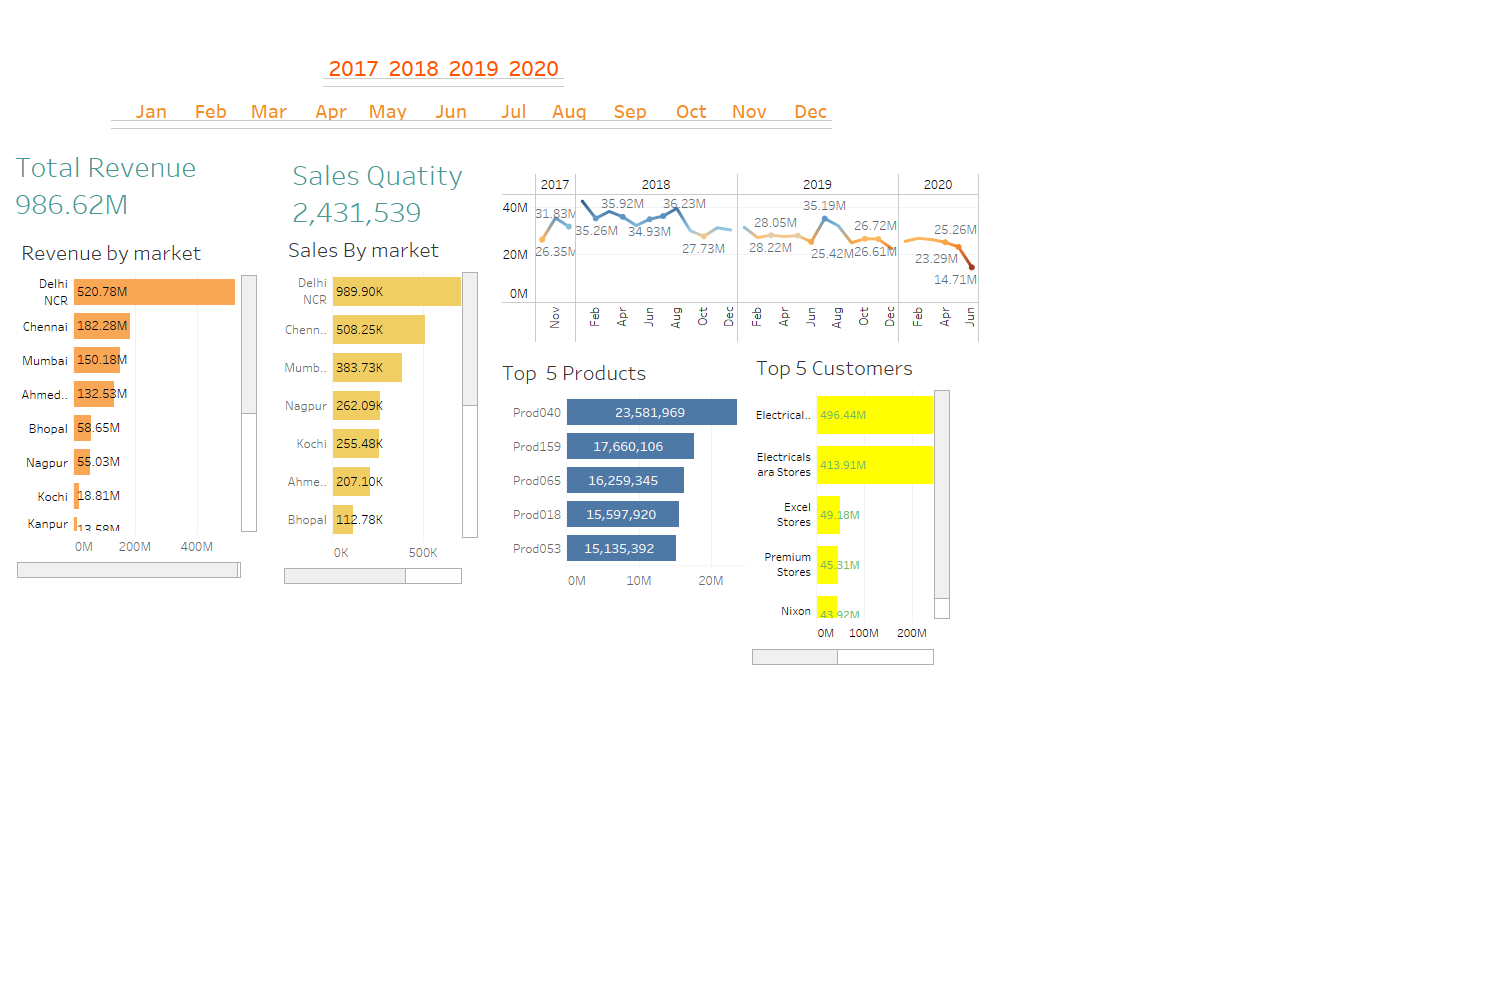 2017 2018 2019 2020
Jan Feb Mar Apr May Jun Jul Aug Sep Oct Nov Dec
Total Revenue
986.62M
Sales Quatity
2,431,539
Revenue by market
Delhi
NCR
520.78M
Chennai 182.28M
Mumbai 150.18M
Ahmed.. 132.53M
Bhopal 58.65M
Nagpur 55.03M
Kochi 18.81M
Kanpur 13.58M
0M 200M 400M
Sales By market
Delhi
NCR
989.90K
Chenn.. 508.25K
Mumb.. 383.73K
Nagpur 262.09K
Kochi 255.48K
Ahme.. 207.10K
Bhopal 112.78K
0K 500K
2017 2018 2019 2020
40M
20M
0M
31.83M
26.35M
35.26M
35.92M
34.93M
36.23M
27.73M
28.22M
28.05M
35.19M
25.42M
26.72M
26.61M
25.26M
23.29M
14.71M
Nov Feb Apr Jun Aug Oct Dec Feb Apr Jun Aug Oct Dec Feb Apr Jun
Top 5 Products
Prod040 23,581,969
Prod159 17,660,106
Prod065 16,259,345
Prod018 15,597,920
Prod053 15,135,392
0M 10M 20M
Top 5 Customers
Electrical.. 496.44M
Electricals
ara Stores
413.91M
Excel
Stores
49.18M
Premium
Stores
45.31M
Nixon 43.92M
0M 100M 200M